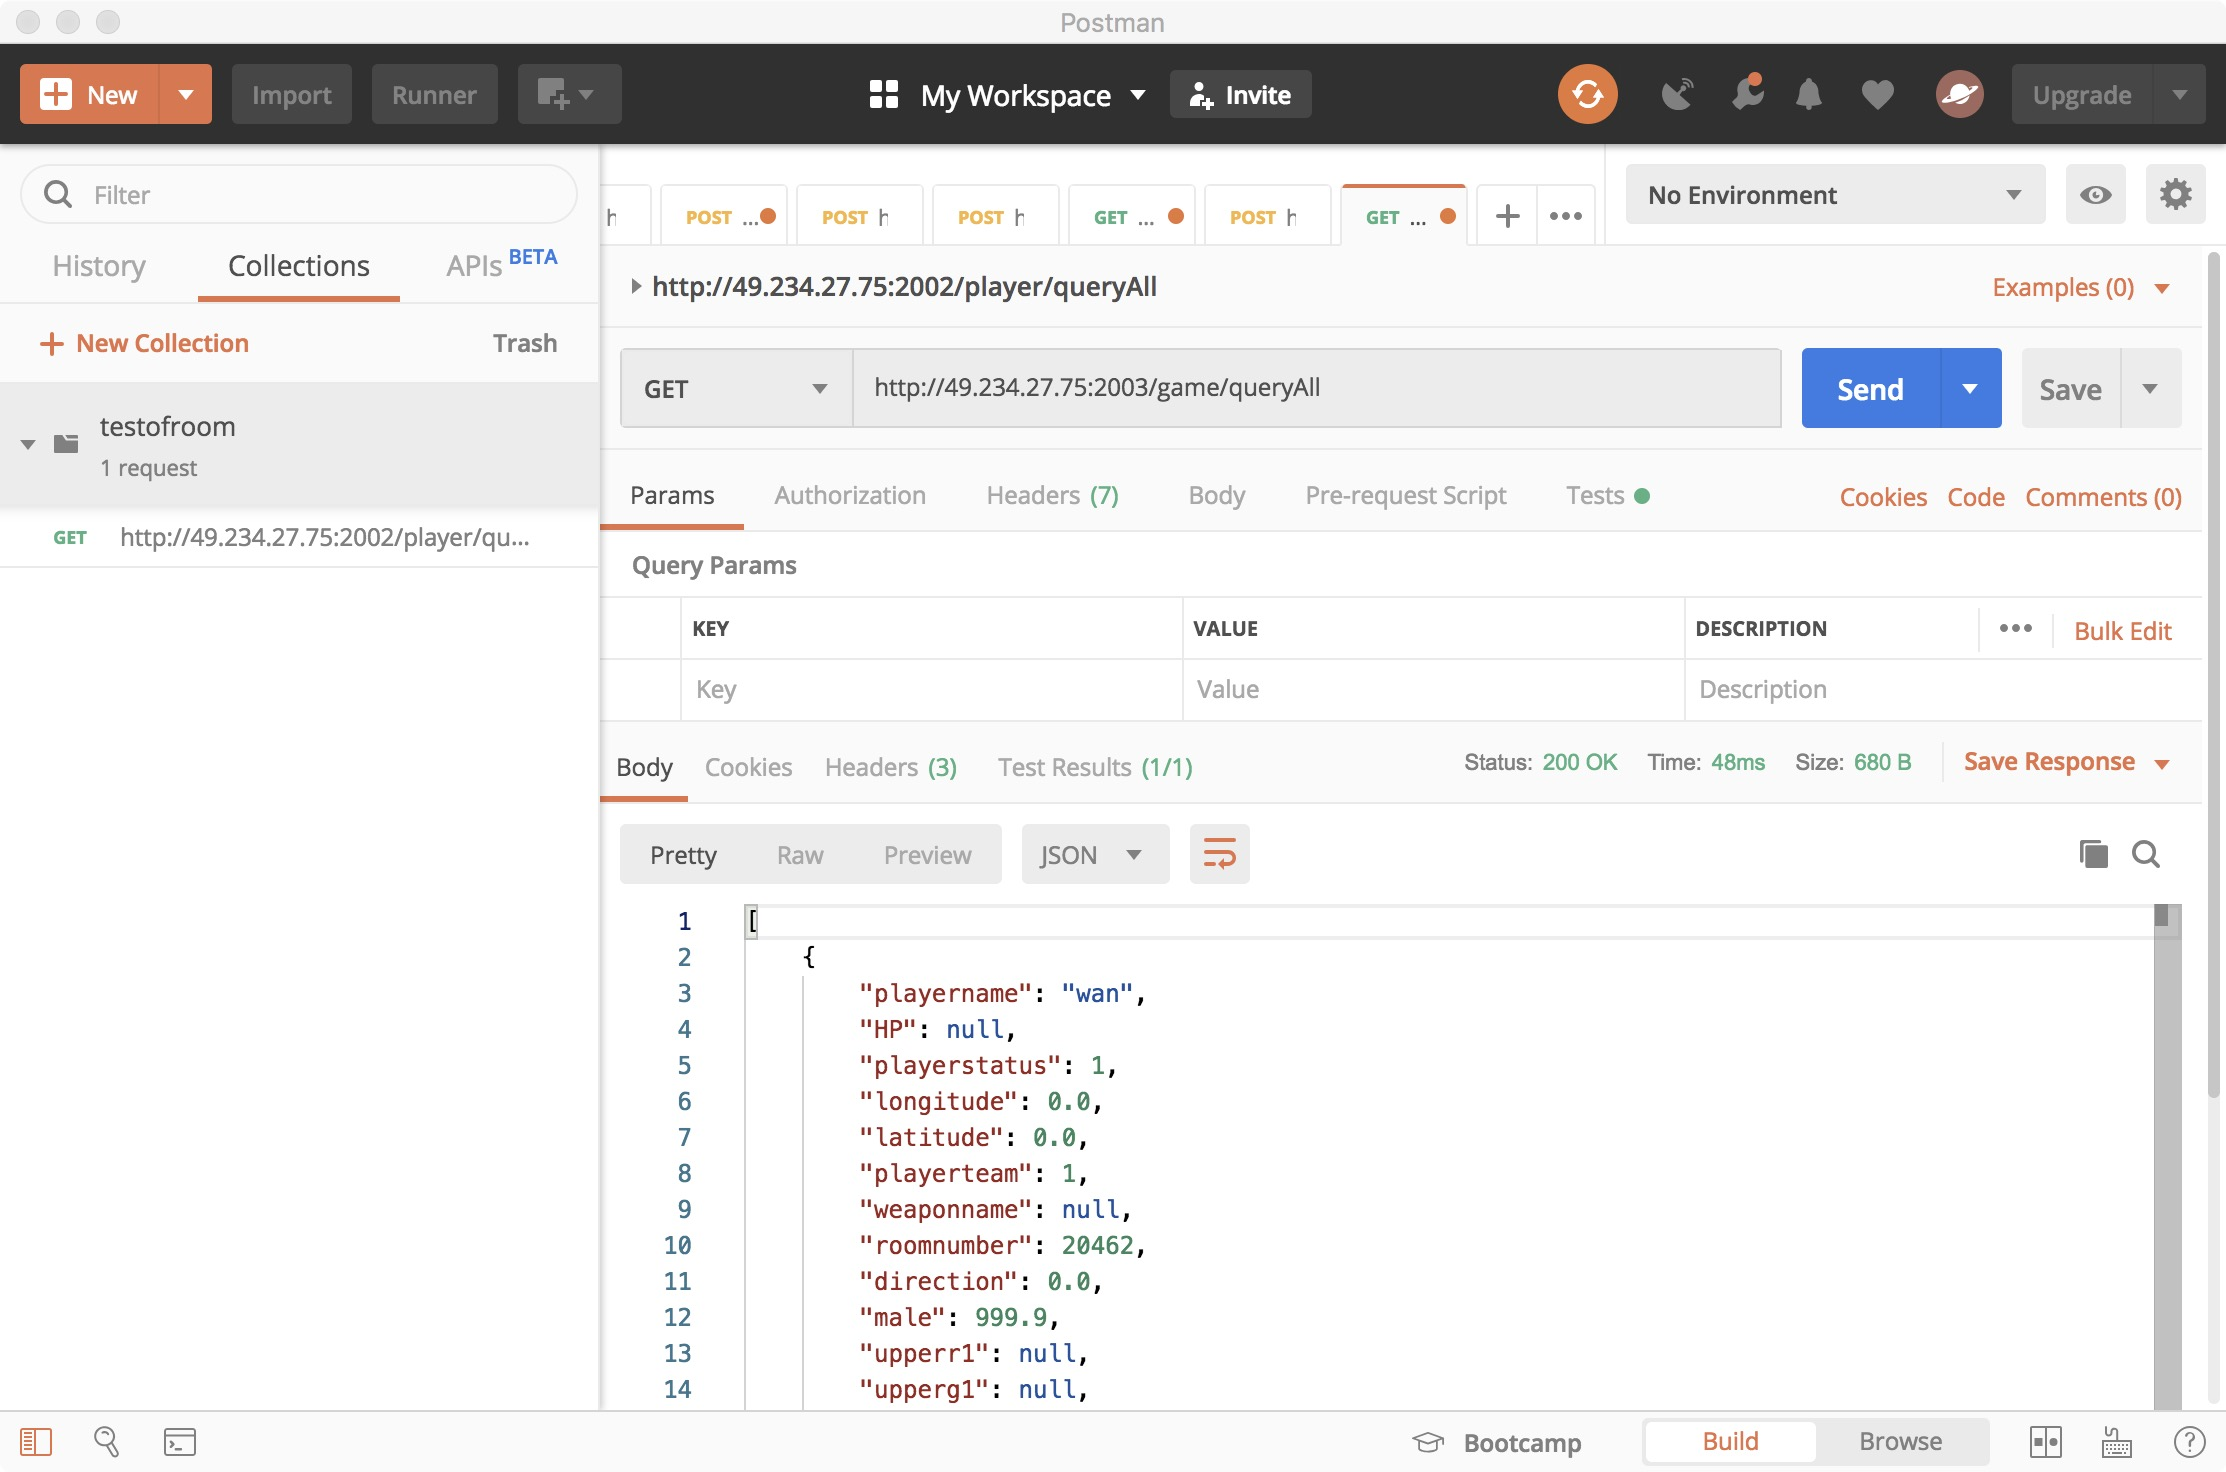 Postman
New
Import
Runner
My Workspace
Invite
Upgrade
Filter
History
Collections
APIs BETA
New Collection
Trash
testofroom
1 request
GET http://49.234.27.75:2002/player/qu...
h
POST ...
POST h
POST h
GET ...
POST h
GET ...
No Environment
http://49.234.27.75:2002/player/queryAll
Examples (0)
GET
http://49.234.27.75:2003/game/queryAll
Send
Save
Params
Authorization
Headers (7)
Body
Pre-request Script
Tests
Cookies
Code
Comments (0)
Query Params
KEY
VALUE
DESCRIPTION
Bulk Edit
Key
Value
Description
Body
Cookies
Headers (3)
Test Results (1/1)
Status: 200 OK
Time: 48ms
Size: 680 B
Save Response
Pretty
Raw
Preview
JSON
1 [
2 {
3 "playername": "wan",
4 "HP": null,
5 "playerstatus": 1,
6 "longitude": 0.0,
7 "latitude": 0.0,
8 "playerteam": 1,
9 "weaponname": null,
10 "roomnumber": 20462,
11 "direction": 0.0,
12 "male": 999.9,
13 "upperr1": null,
14 "upperg1": null,
Bootcamp
Build
Browse